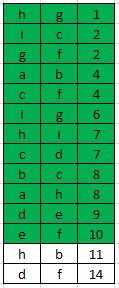 h g 1
i c 2
g f 2
a b 4
c f 4
i g 6
h i 7
c d 7
b c 8
a h 8
d e 9
e f 10
h b 11
d f 14